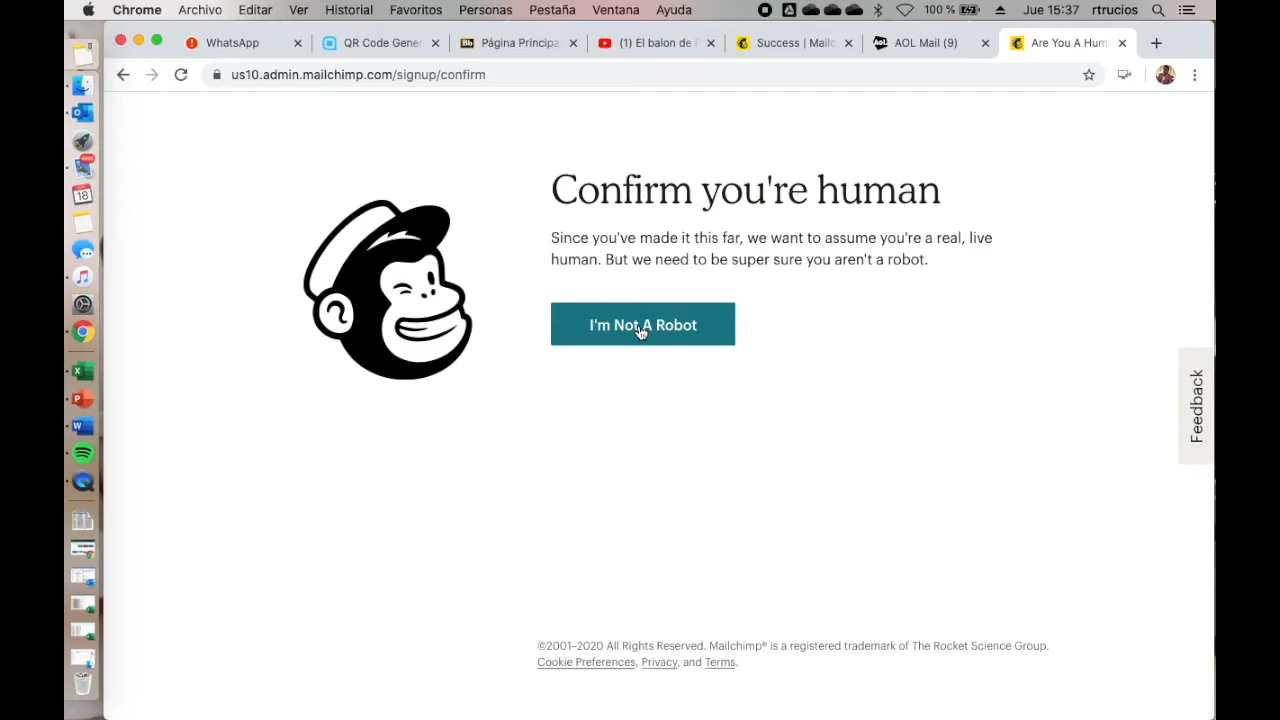 Chrome Archivo Editar Ver Historial Favoritos Personas Pestaña Ventana Ayuda 100 % Jue 15:37 rtrucios
WhatsApp QR Code Gene Página Principa (1) El balon de Success | Mailc AOL Mail (9) Are You A Hum
us10.admin.mailchimp.com/signup/confirm
18
Confirm you're human
Since you've made it this far, we want to assume you're a real, live
human. But we need to be super sure you aren't a robot.
I'm Not A Robot
Feedback
©2001–2020 All Rights Reserved. Mailchimp® is a registered trademark of The Rocket Science Group.
Cookie Preferences, Privacy, and Terms.